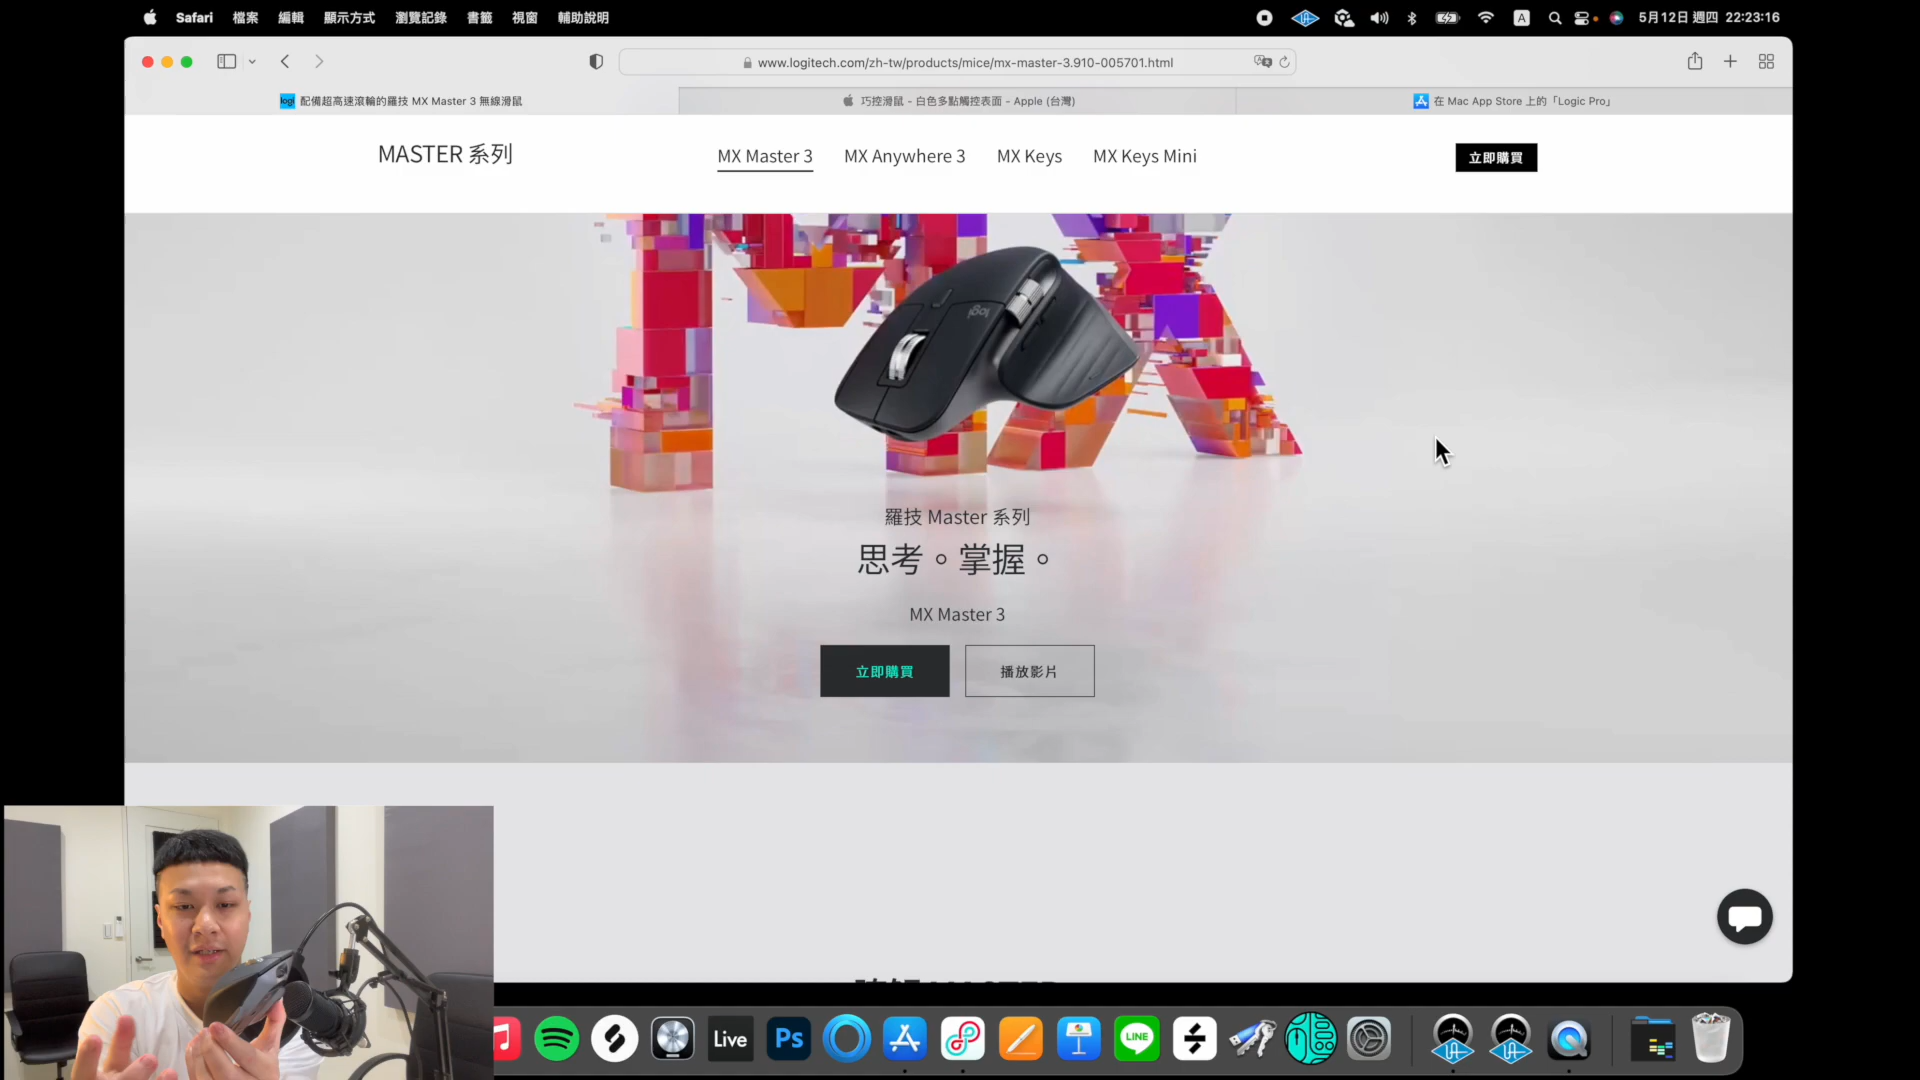 Safari 檔案 編輯 顯示方式 瀏覽記錄 書籤 視窗 輔助說明 A 5月12日 週四 22:23:16
www.logitech.com/zh-tw/products/mice/mx-master-3.910-005701.html
logi 配備超高速滾輪的羅技 MX Master 3 無線滑鼠
巧控滑鼠 - 白色多點觸控表面 - Apple (台灣)
在 Mac App Store 上的「Logic Pro」
MASTER 系列
MX Master 3
MX Anywhere 3
MX Keys
MX Keys Mini
立即購買
logi
羅技 Master 系列
思考。掌握。
MX Master 3
立即購買
播放影片
Live
Ps
LINE